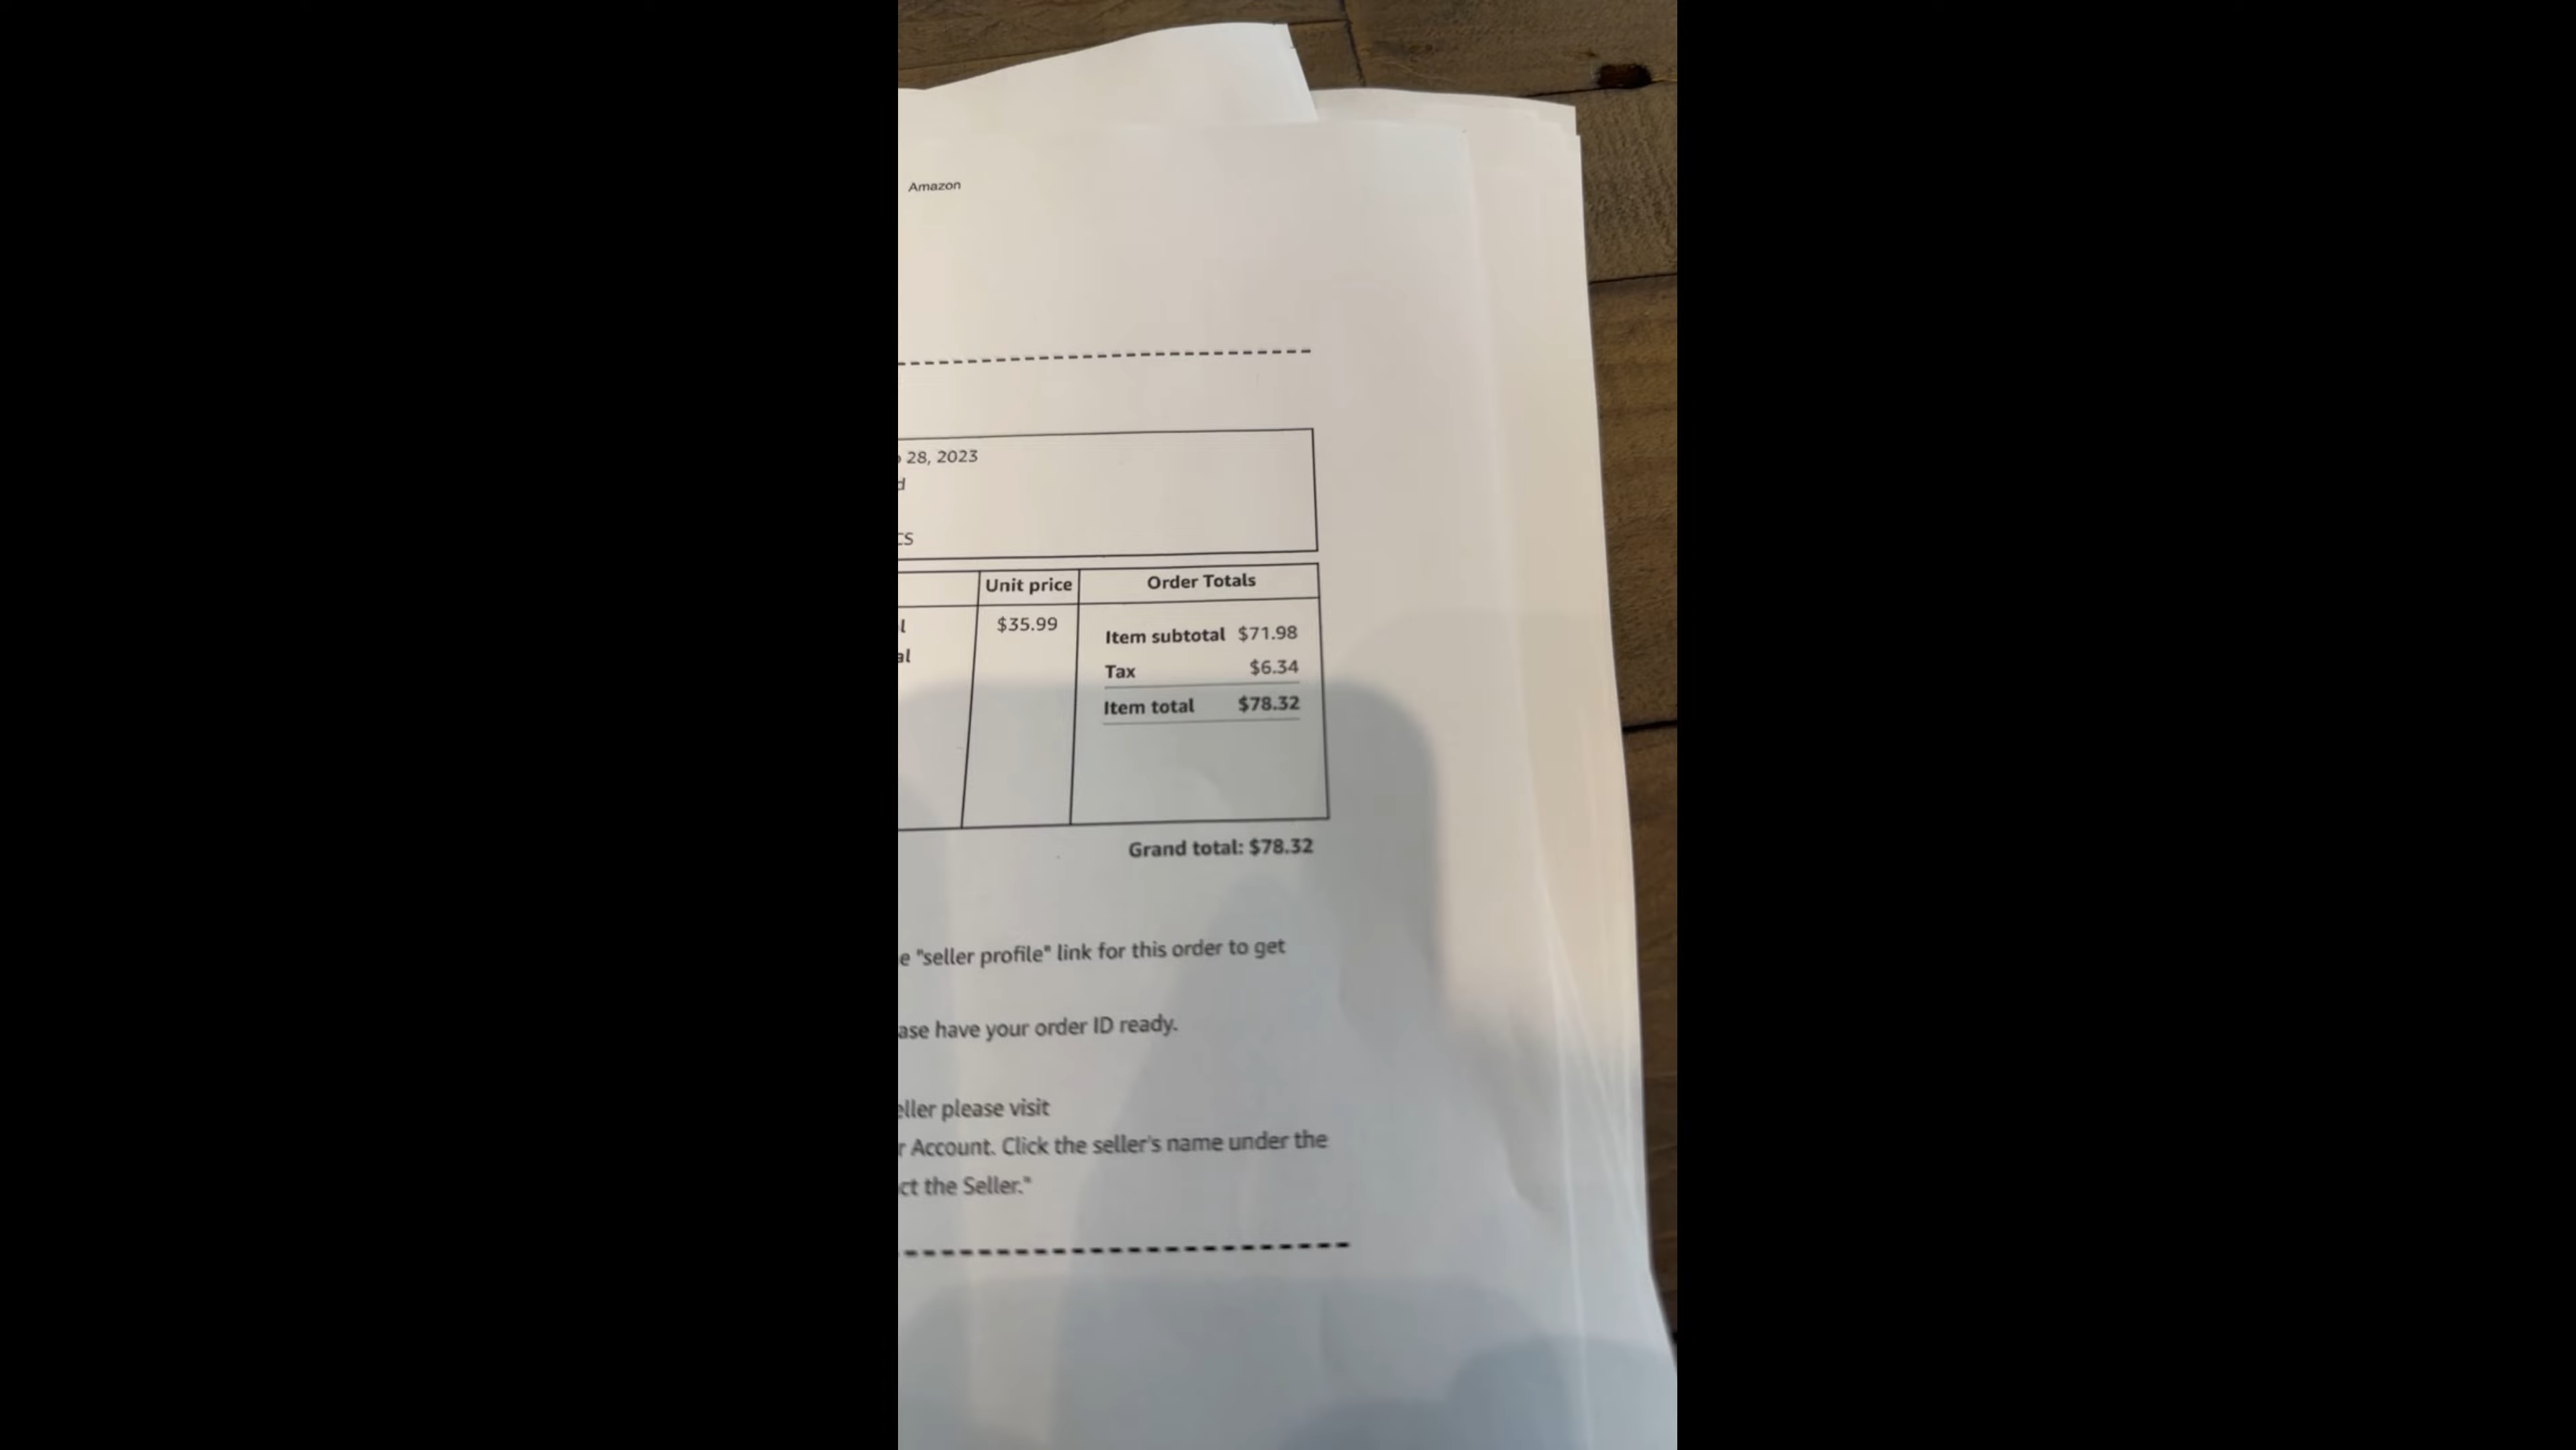 Amazon
28, 2023
Unit price Order Totals
$35.99
Item subtotal $71.98
Tax $6.34
Item total $78.32
Grand total: $78.32
"seller profile" link for this order to get
have your order ID ready.
please visit
Account. Click the seller's name under the
the Seller."